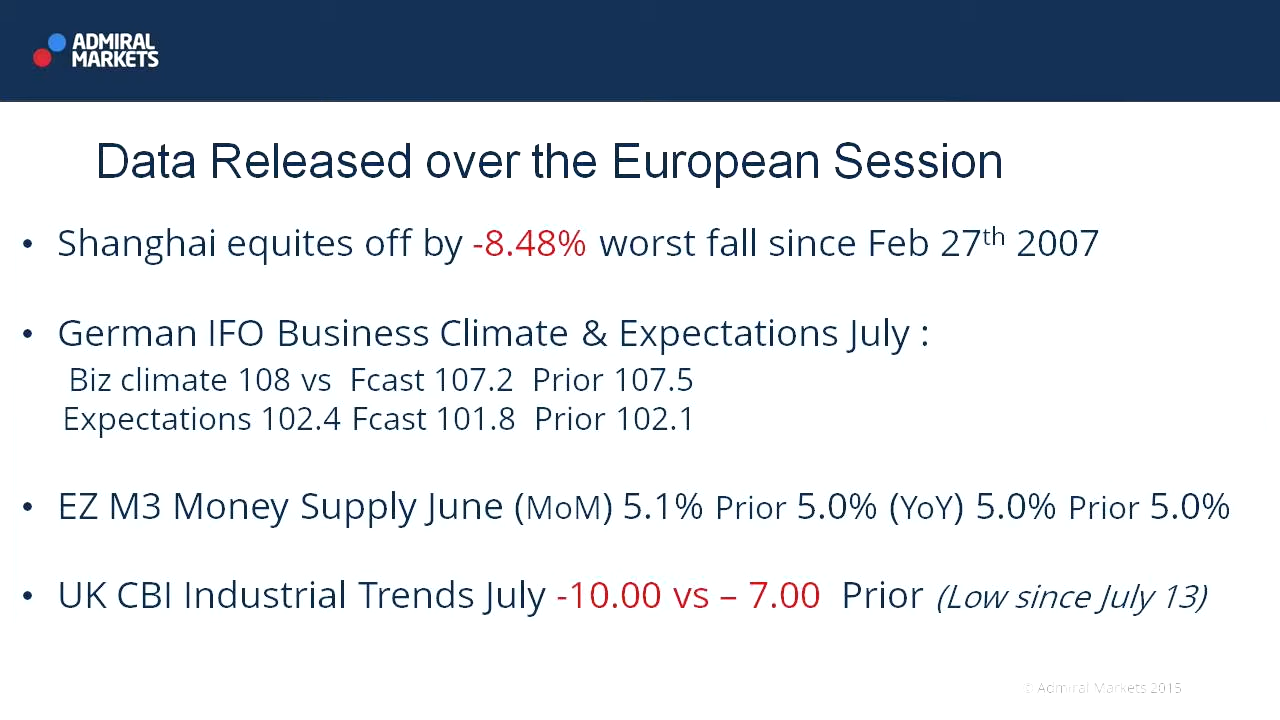 ADMIRAL
MARKETS
Data Released over the European Session
• Shanghai equites off by -8.48% worst fall since Feb 27th 2007
• German IFO Business Climate & Expectations July :
Biz climate 108 vs Fcast 107.2 Prior 107.5
Expectations 102.4 Fcast 101.8 Prior 102.1
• EZ M3 Money Supply June (MoM) 5.1% Prior 5.0% (YoY) 5.0% Prior 5.0%
• UK CBI Industrial Trends July -10.00 vs – 7.00 Prior (Low since July 13)
© Admiral Markets 2015